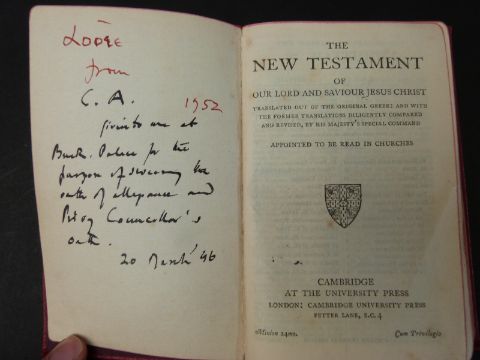 from
C. A.
1952
given to me at
Buck. Palace for the
purpose of swearing the
oath of allegiance and
Privy Councillor's
oath.
20 March '46
THE
NEW TESTAMENT
OF
OUR LORD AND SAVIOUR JESUS CHRIST
TRANSLATED OUT OF THE ORIGINAL GREEK: AND WITH
THE FORMER TRANSLATIONS DILIGENTLY COMPARED
AND REVISED, BY HIS MAJESTY'S SPECIAL COMMAND
APPOINTED TO BE READ IN CHURCHES
CAMBRIDGE
AT THE UNIVERSITY PRESS
LONDON: CAMBRIDGE UNIVERSITY PRESS
FETTER LANE, E.C. 4
Minion 24mo.
Cum Privilegio